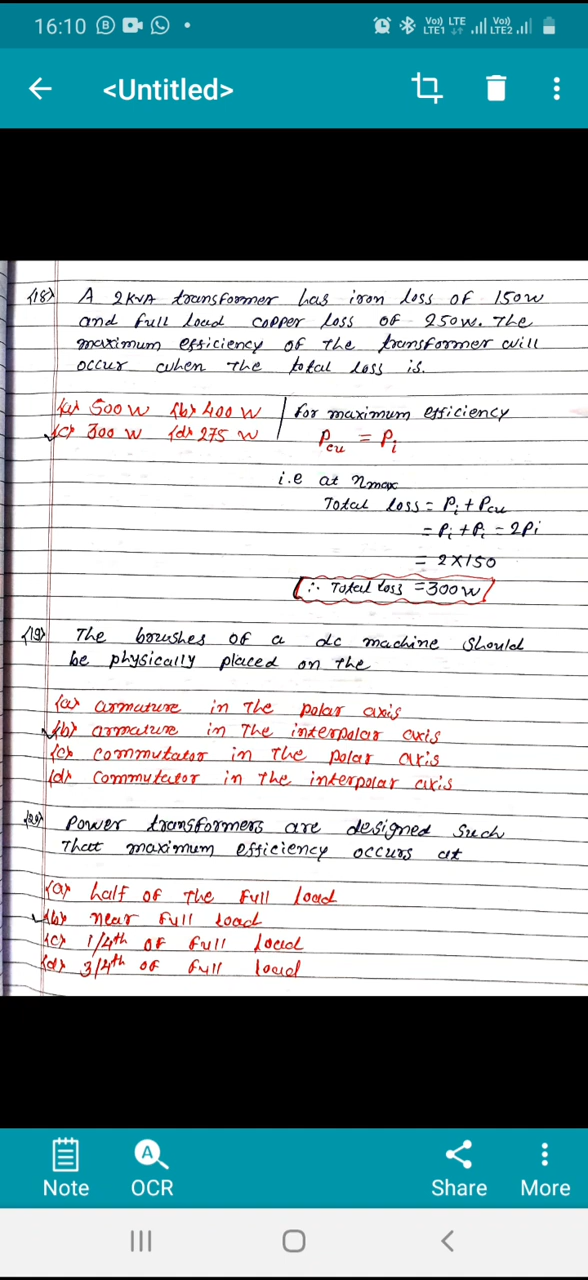 16:10
Vo)) LTE LTE1 Vo)) LTE2
<Untitled>
(18) A 2KVA transformer has iron loss of 150W
and full load copper loss of 250W. The
maximum efficiency of the transformer will
occur when the total loss is.
(a) 500 W (b) 400 W
(c) 300 W (d) 275 W
for maximum efficiency
Pcu = Pi
i.e at ηmax
Total loss = Pi + Pcu
= Pi + Pi = 2Pi
= 2×150
∴ Total loss = 300W
(19) The brushes of a dc machine should
be physically placed on the
(a) armature in the polar axis
(b) armature in the interpolar axis
(c) commutator in the polar axis
(d) commutator in the interpolar axis
(20) Power transformers are designed such
That maximum efficiency occurs at
(a) half of the full load
(b) near full load
(c) 1/4th of full load
(d) 3/4th of full load
Note OCR Share More